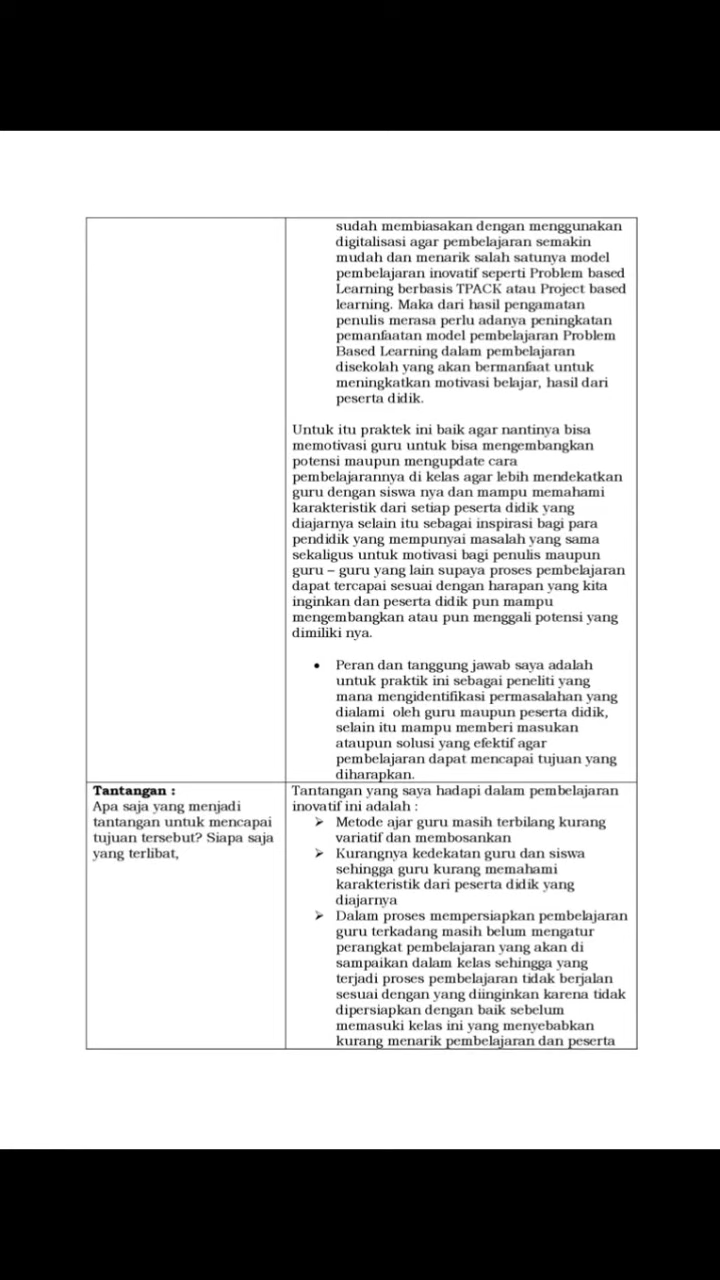 sudah membiasakan dengan menggunakan
digitalisasi agar pembelajaran semakin
mudah dan menarik salah satunya model
pembelajaran inovatif seperti Problem based
Learning berbasis TPACK atau Project based
learning. Maka dari hasil pengamatan
penulis merasa perlu adanya peningkatan
pemanfaatan model pembelajaran Problem
Based Learning dalam pembelajaran
disekolah yang akan bermanfaat untuk
meningkatkan motivasi belajar, hasil dari
peserta didik.
Untuk itu praktek ini baik agar nantinya bisa
memotivasi guru untuk bisa mengembangkan
potensi maupun mengupdate cara
pembelajarannya di kelas agar lebih mendekatkan
guru dengan siswa nya dan mampu memahami
karakteristik dari setiap peserta didik yang
diajarnya selain itu sebagai inspirasi bagi para
pendidik yang mempunyai masalah yang sama
sekaligus untuk motivasi bagi penulis maupun
guru – guru yang lain supaya proses pembelajaran
dapat tercapai sesuai dengan harapan yang kita
inginkan dan peserta didik pun mampu
mengembangkan atau pun menggali potensi yang
dimiliki nya.
• Peran dan tanggung jawab saya adalah
untuk praktik ini sebagai peneliti yang
mana mengidentifikasi permasalahan yang
dialami oleh guru maupun peserta didik,
selain itu mampu memberi masukan
ataupun solusi yang efektif agar
pembelajaran dapat mencapai tujuan yang
diharapkan.
Tantangan :
Apa saja yang menjadi
tantangan untuk mencapai
tujuan tersebut? Siapa saja
yang terlibat,
Tantangan yang saya hadapi dalam pembelajaran
inovatif ini adalah :
➢ Metode ajar guru masih terbilang kurang
variatif dan membosankan
➢ Kurangnya kedekatan guru dan siswa
sehingga guru kurang memahami
karakteristik dari peserta didik yang
diajarnya
➢ Dalam proses mempersiapkan pembelajaran
guru terkadang masih belum mengatur
perangkat pembelajaran yang akan di
sampaikan dalam kelas sehingga yang
terjadi proses pembelajaran tidak berjalan
sesuai dengan yang diinginkan karena tidak
dipersiapkan dengan baik sebelum
memasuki kelas ini yang menyebabkan
kurang menarik pembelajaran dan peserta